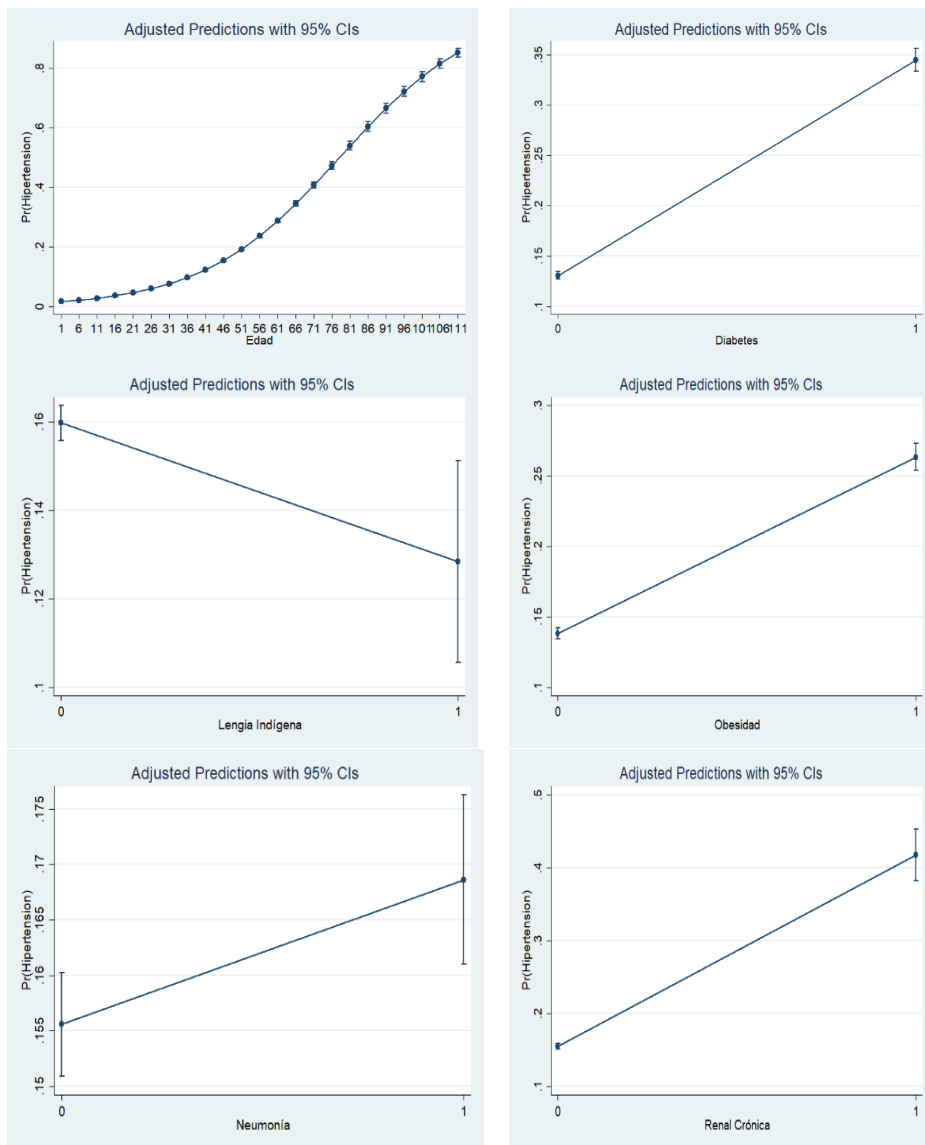 Adjusted Predictions with 95% CIs
Pr(Hipertension)
0 .2 .4 .6 .8
1 6 11 16 21 26 31 36 41 46 51 56 61 66 71 76 81 86 91 96 101106111
Edad
Adjusted Predictions with 95% CIs
Pr(Hipertension)
.1 .15 .2 .25 .3 .35
0 1
Diabetes
Adjusted Predictions with 95% CIs
Pr(Hipertension)
.1 .12 .14 .16
0 1
Lengia Indígena
Adjusted Predictions with 95% CIs
Pr(Hipertension)
.1 .15 .2 .25 .3
0 1
Obesidad
Adjusted Predictions with 95% CIs
Pr(Hipertension)
.15 .155 .16 .165 .17 .175
0 1
Neumonía
Adjusted Predictions with 95% CIs
Pr(Hipertension)
.1 .2 .3 .4 .5
0 1
Renal Crónica